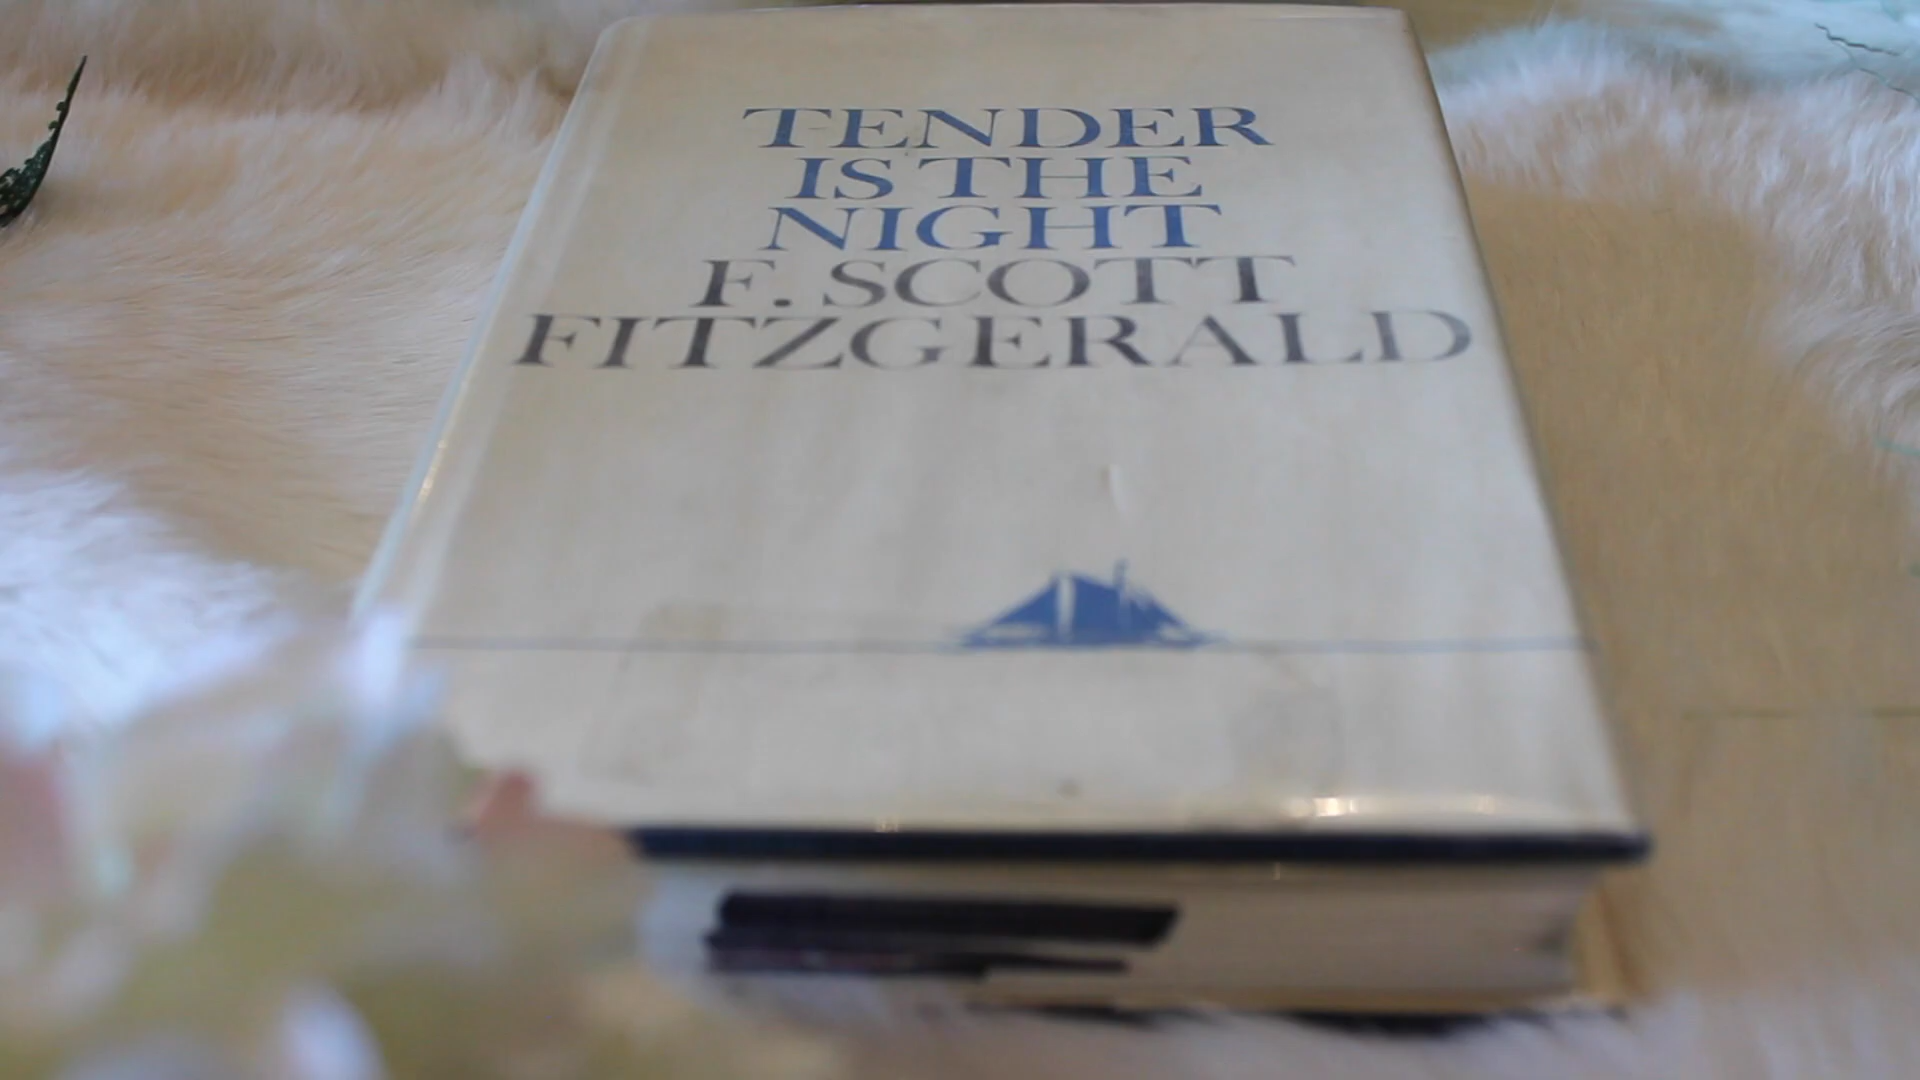 TENDER
IS THE
NIGHT
F. SCOTT
FITZGERALD